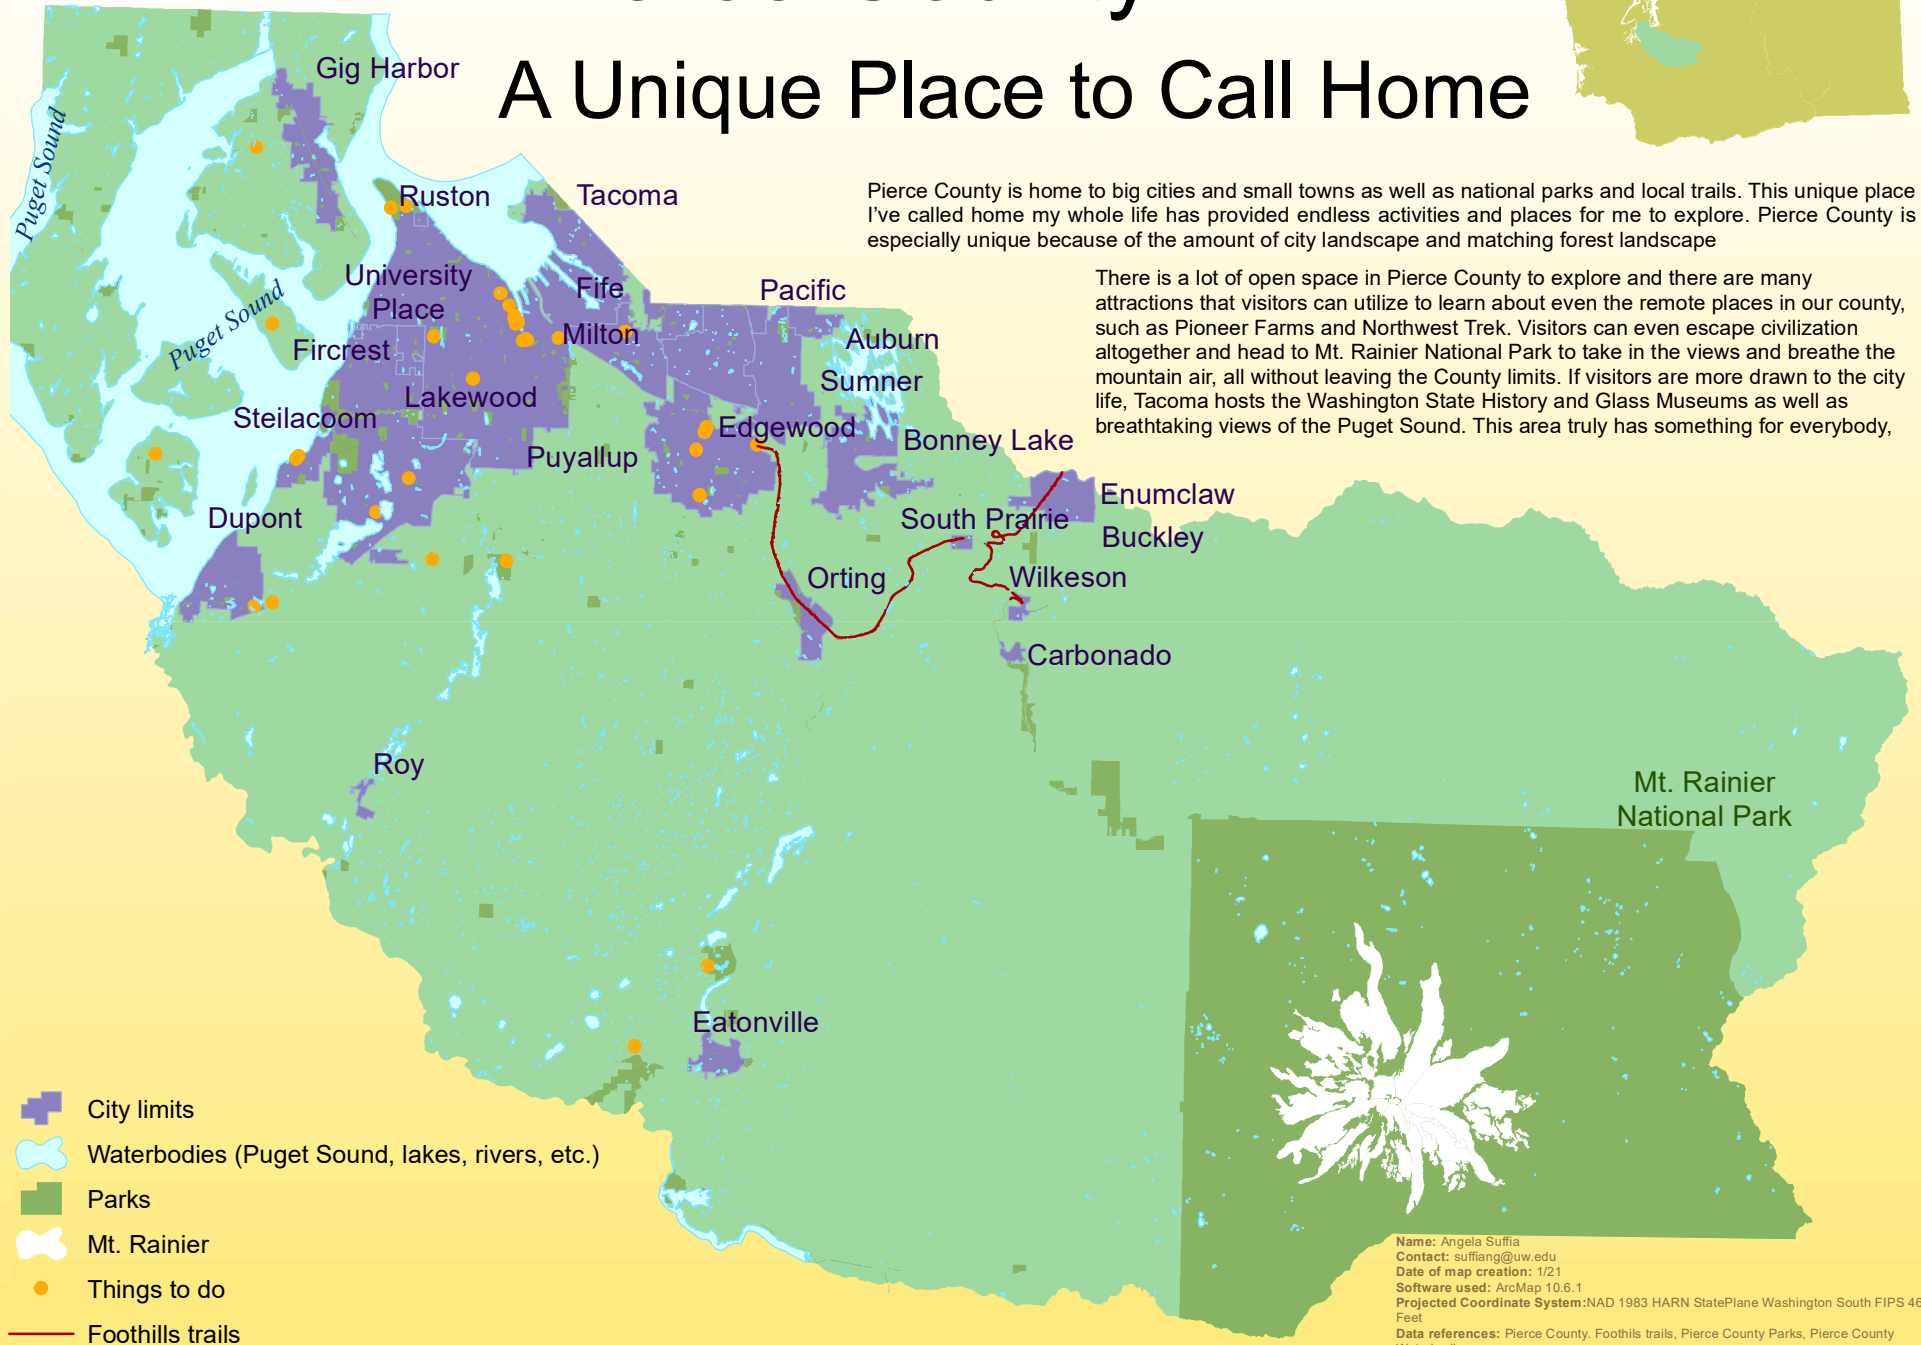 A Unique Place to Call Home
Pierce County is home to big cities and small towns as well as national parks and local trails. This unique place
I've called home my whole life has provided endless activities and places for me to explore. Pierce County is
especially unique because of the amount of city landscape and matching forest landscape
There is a lot of open space in Pierce County to explore and there are many
attractions that visitors can utilize to learn about even the remote places in our county,
such as Pioneer Farms and Northwest Trek. Visitors can even escape civilization
altogether and head to Mt. Rainier National Park to take in the views and breathe the
mountain air, all without leaving the County limits. If visitors are more drawn to the city
life, Tacoma hosts the Washington State History and Glass Museums as well as
breathtaking views of the Puget Sound. This area truly has something for everybody,
Gig Harbor
Puget Sound
Ruston
Tacoma
University
Place
Fife
Pacific
Puget Sound
Fircrest
Milton
Auburn
Sumner
Lakewood
Steilacoom
Edgewood
Bonney Lake
Puyallup
Enumclaw
Dupont
South Prairie
Buckley
Orting
Wilkeson
Carbonado
Roy
Mt. Rainier
National Park
Eatonville
City limits
Waterbodies (Puget Sound, lakes, rivers, etc.)
Parks
Mt. Rainier
Things to do
Foothills trails
Name: Angela Suffia
Contact: suffiang@uw.edu
Date of map creation: 1/21
Software used: ArcMap 10.6.1
Projected Coordinate System:NAD 1983 HARN StatePlane Washington South FIPS 46
Feet
Data references: Pierce County. Foothils trails, Pierce County Parks, Pierce County